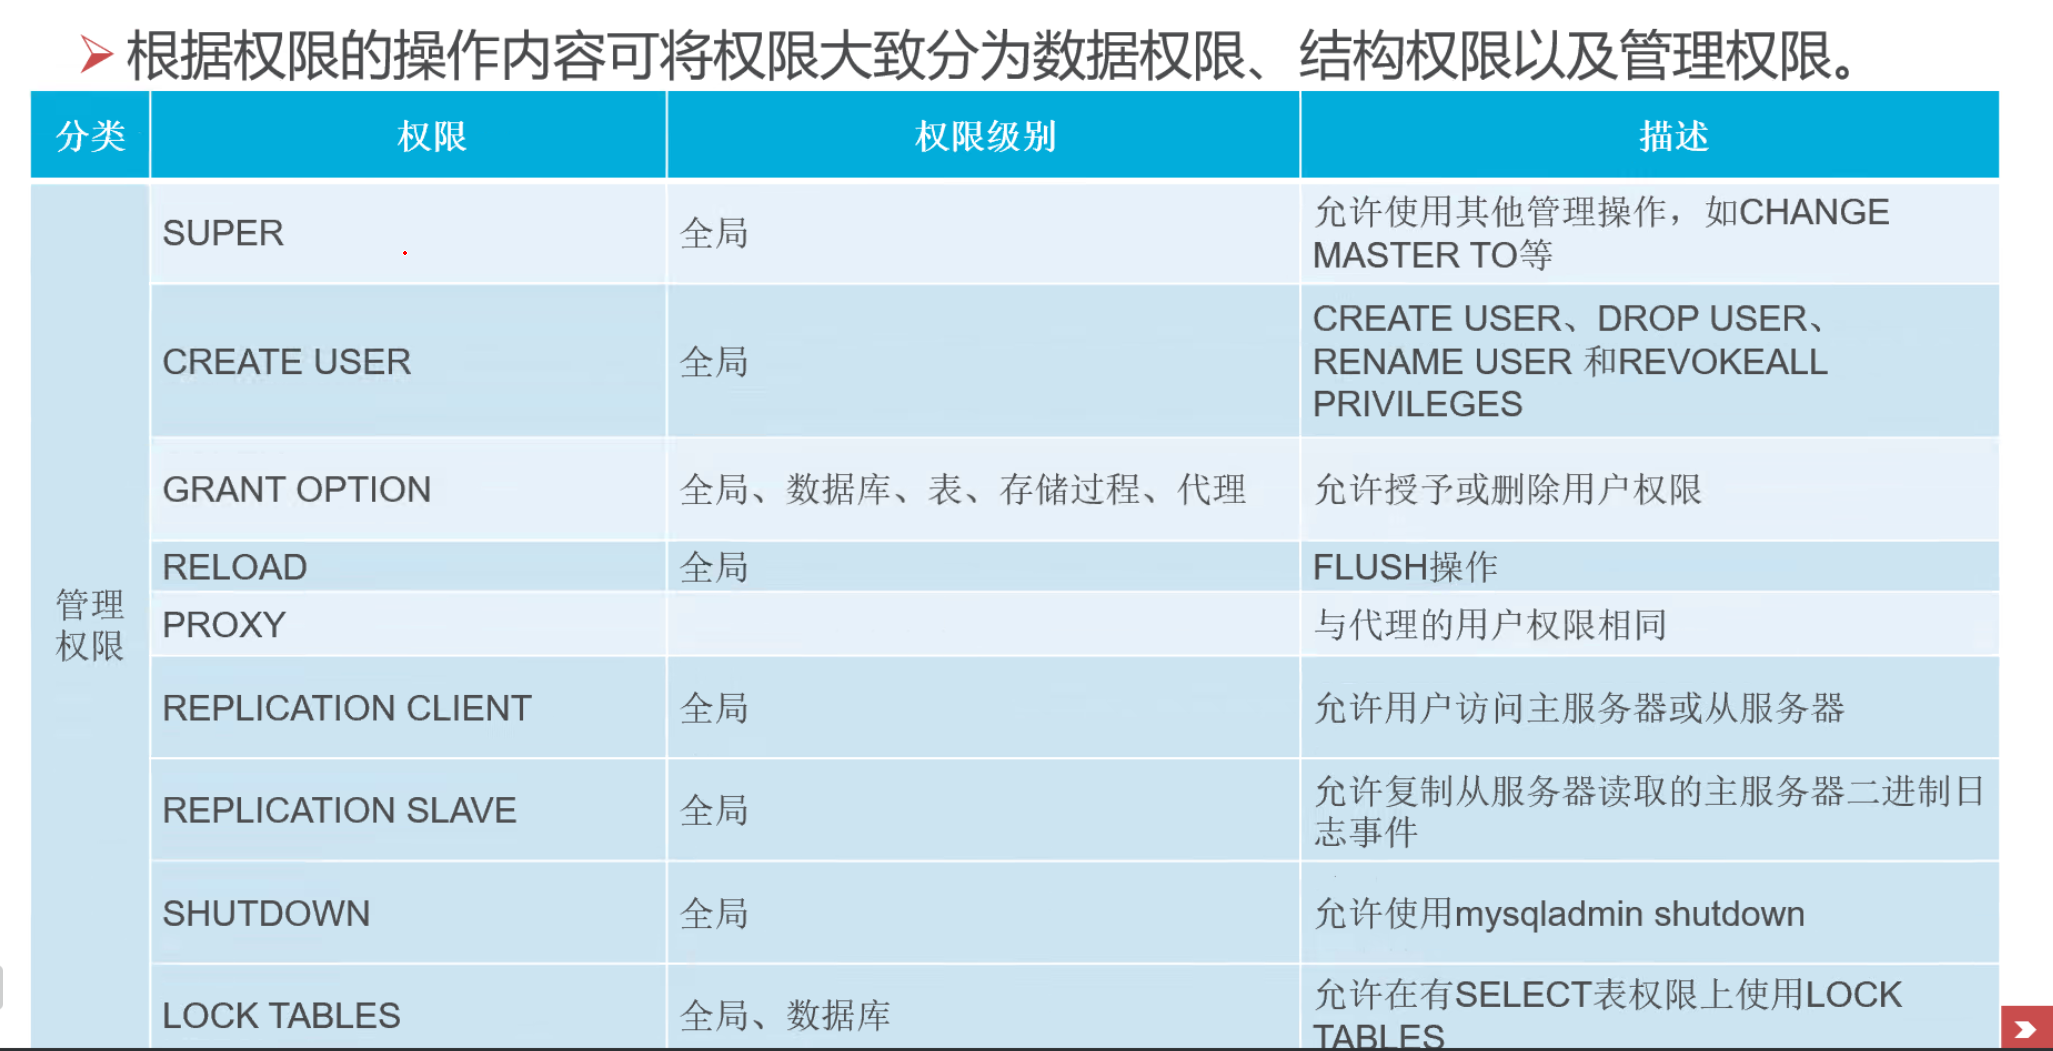 根据权限的操作内容可将权限大致分为数据权限、结构权限以及管理权限。
分类 权限 权限级别 描述
管理
权限
SUPER 全局 允许使用其他管理操作，如CHANGE
MASTER TO等
CREATE USER 全局 CREATE USER、DROP USER、
RENAME USER 和REVOKEALL
PRIVILEGES
GRANT OPTION 全局、数据库、表、存储过程、代理 允许授予或删除用户权限
RELOAD 全局 FLUSH操作
PROXY 与代理的用户权限相同
REPLICATION CLIENT 全局 允许用户访问主服务器或从服务器
REPLICATION SLAVE 全局 允许复制从服务器读取的主服务器二进制日
志事件
SHUTDOWN 全局 允许使用mysqladmin shutdown
LOCK TABLES 全局、数据库 允许在有SELECT表权限上使用LOCK
TABLES